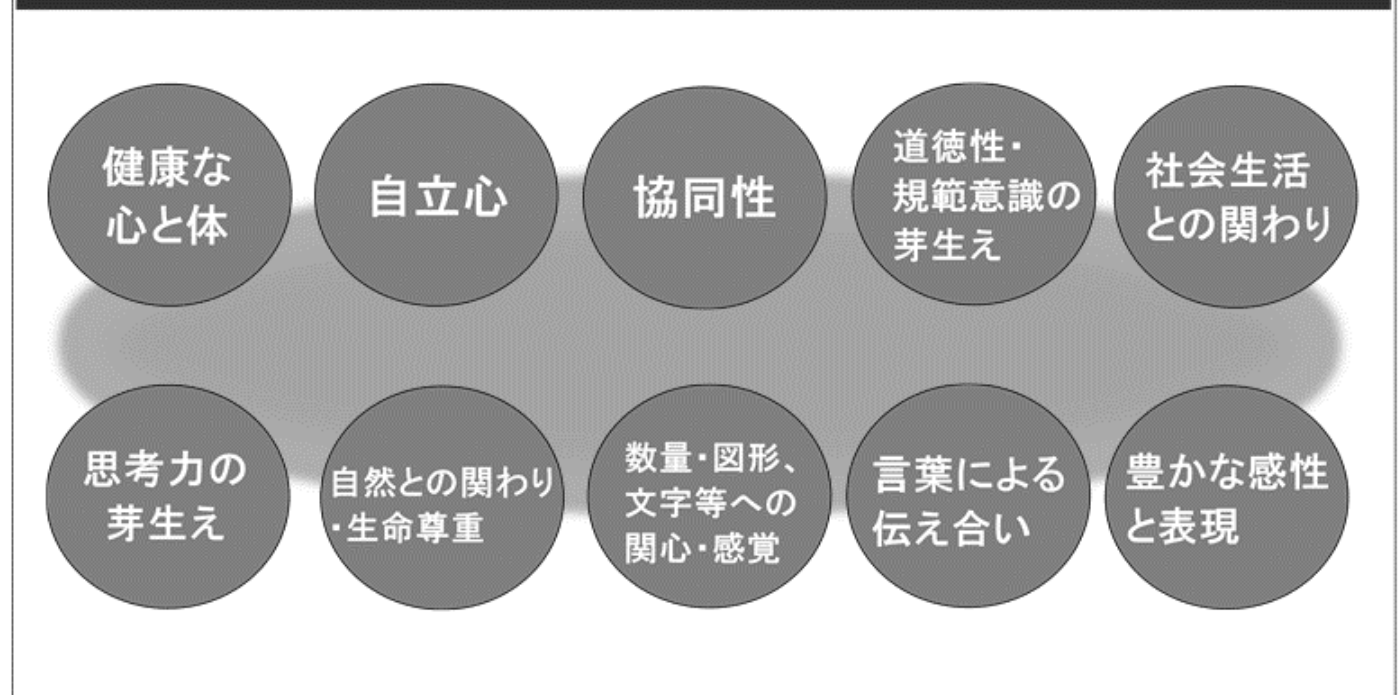 健康な
心と体
自立心
協同性
道徳性・
規範意識の
芽生え
社会生活
との関わり
思考力の
芽生え
自然との関わり
・生命尊重
数量・図形、
文字等への
関心・感覚
言葉による
伝え合い
豊かな感性
と表現